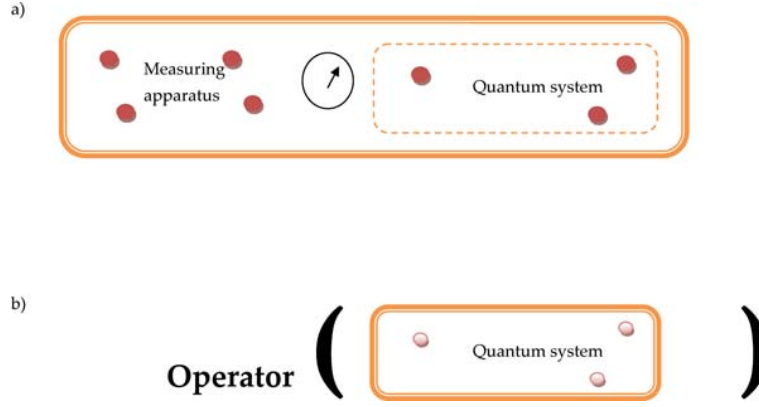 a)
Measuring
apparatus
Quantum system
b)
Operator ( Quantum system )